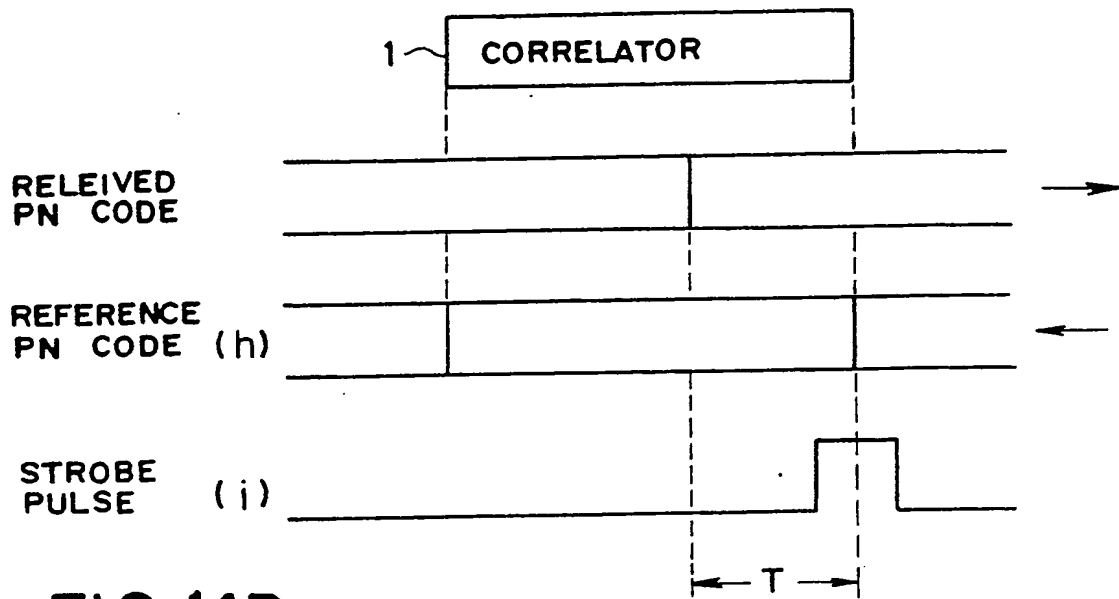 1 CORRELATOR
RELEIVED
PN CODE
REFERENCE
PN CODE (h)
STROBE
PULSE (i)
T